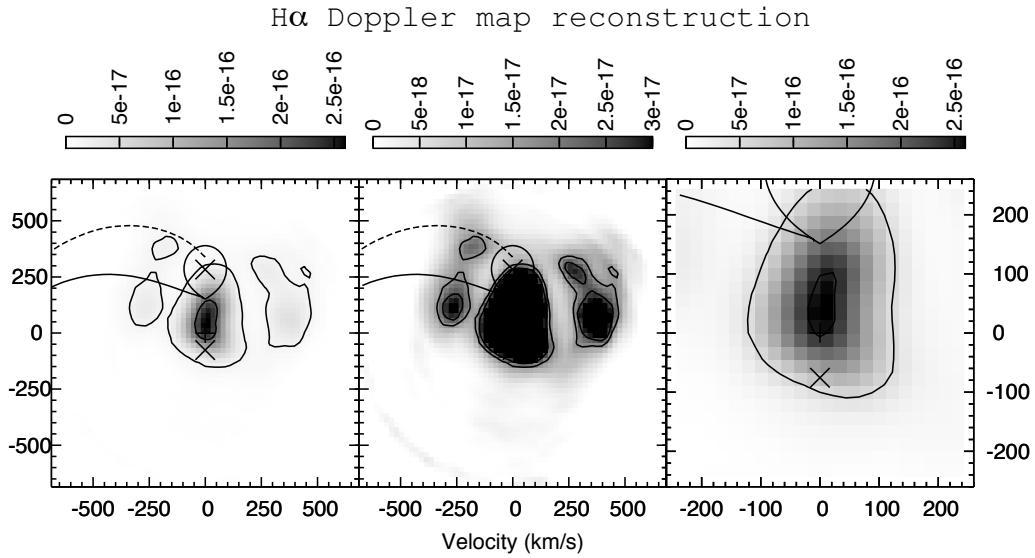 Hα Doppler map reconstruction
0 5e-17 1e-16 1.5e-16 2e-16 2.5e-16
0 5e-18 1e-17 1.5e-17 2e-17 2.5e-17 3e-17
0 5e-17 1e-16 1.5e-16 2e-16 2.5e-16
500
250
0
-250
-500
200
100
0
-100
-200
-500 -250 0 250 500
-500 -250 0 250 500
-200 -100 0 100 200
Velocity (km/s)